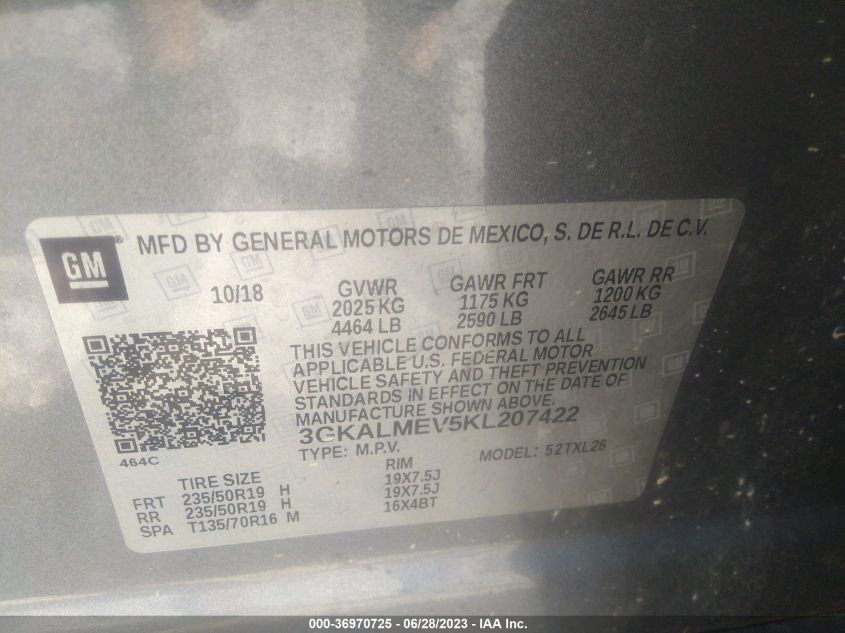 GM
MFD BY GENERAL MOTORS DE MEXICO, S. DE R.L. DE C.V.
10/18
GVWR
2025 KG
4464 LB
GAWR FRT
1175 KG
2590 LB
GAWR RR
1200 KG
2645 LB
THIS VEHICLE CONFORMS TO ALL
APPLICABLE U.S. FEDERAL MOTOR
VEHICLE SAFETY AND THEFT PREVENTION
STANDARDS IN EFFECT ON THE DATE OF
MANUFACTURE SHOWN ABOVE.
3GKALMEV5KL207422
TYPE: M.P.V. MODEL: 52TXL26
464C
TIRE SIZE RIM
FRT 235/50R19 H 19X7.5J
RR 235/50R19 H 19X7.5J
SPA T135/70R16 M 16X4BT
000-36970725 - 06/28/2023 - IAA Inc.